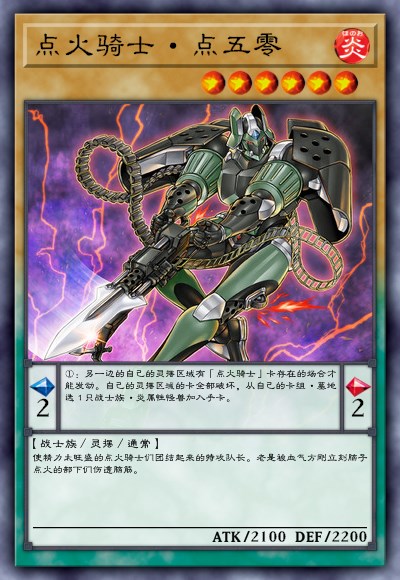 点火骑士·点五零
炎
2
2
①:另一边的自己的灵摆区域有「点火骑士」卡存在的场合才
能发动。自己的灵摆区域的卡全部破坏,从自己的卡组·墓地
选1只战士族·炎属性怪兽加入手卡。
【战士族/灵摆/通常】
使精力未旺盛的点火骑士们团结起来的特攻队长。老是被血气方刚立刻脑子
点火的部下们伤透脑筋。
ATK/2100 DEF/2200